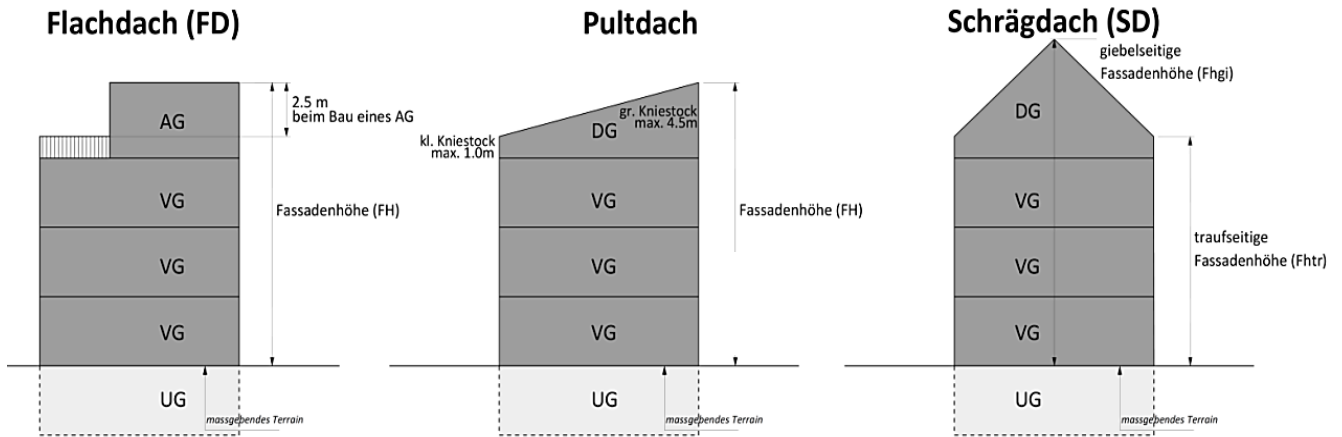 Flachdach (FD)
AG
2.5 m
beim Bau eines AG
VG
Fassadenhöhe (FH)
VG
VG
UG
massgebendes Terrain
Pultdach
gr. Kniestock
max. 4.5m
DG
kl. Kniestock
max. 1.0m
VG
Fassadenhöhe (FH)
VG
VG
UG
massgebendes Terrain
Schrägdach (SD)
giebelseitige
Fassadenhöhe (Fhgi)
DG
VG
VG
traufseitige
Fassadenhöhe (Fhtr)
VG
UG
massgebendes Terrain